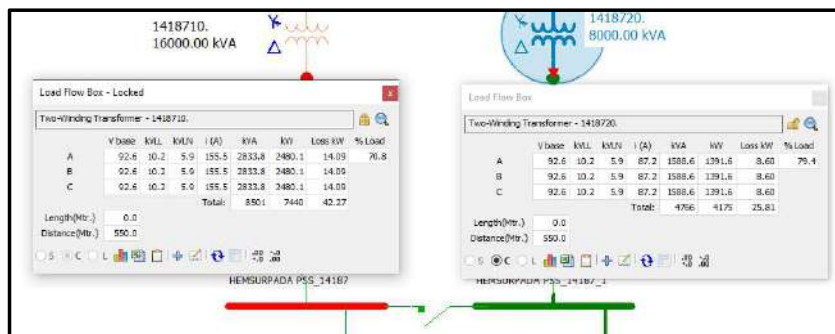 1418710.
16000.00 kVA
1418720.
8000.00 kVA
Load Flow Box - Locked
Two-Winding Transformer - 1418710.
V base kVLL kVLN i (A) kVA kW Loss kW % Load
A 92.6 10.2 5.9 155.5 2833.8 2480.1 14.09 70.8
B 92.6 10.2 5.9 155.5 2833.8 2480.1 14.09
C 92.6 10.2 5.9 155.5 2833.8 2480.1 14.09
Total: 8501 7440 42.27
Length(Mtr.) 0.0
Distance(Mtr.) 550.0
S C L
HEMSURPADA PSS_14187
Load Flow Box
Two-Winding Transformer - 1418720.
V base kVLL kVLN i (A) kVA kW Loss kW % Load
A 92.6 10.2 5.9 87.2 1588.6 1391.6 8.60 79.4
B 92.6 10.2 5.9 87.2 1588.6 1391.6 8.60
C 92.6 10.2 5.9 87.2 1588.6 1391.6 8.60
Total: 4766 4175 25.81
Length(Mtr.) 0.0
Distance(Mtr.) 550.0
S C L
HEMSURPADA PSS_14187_1